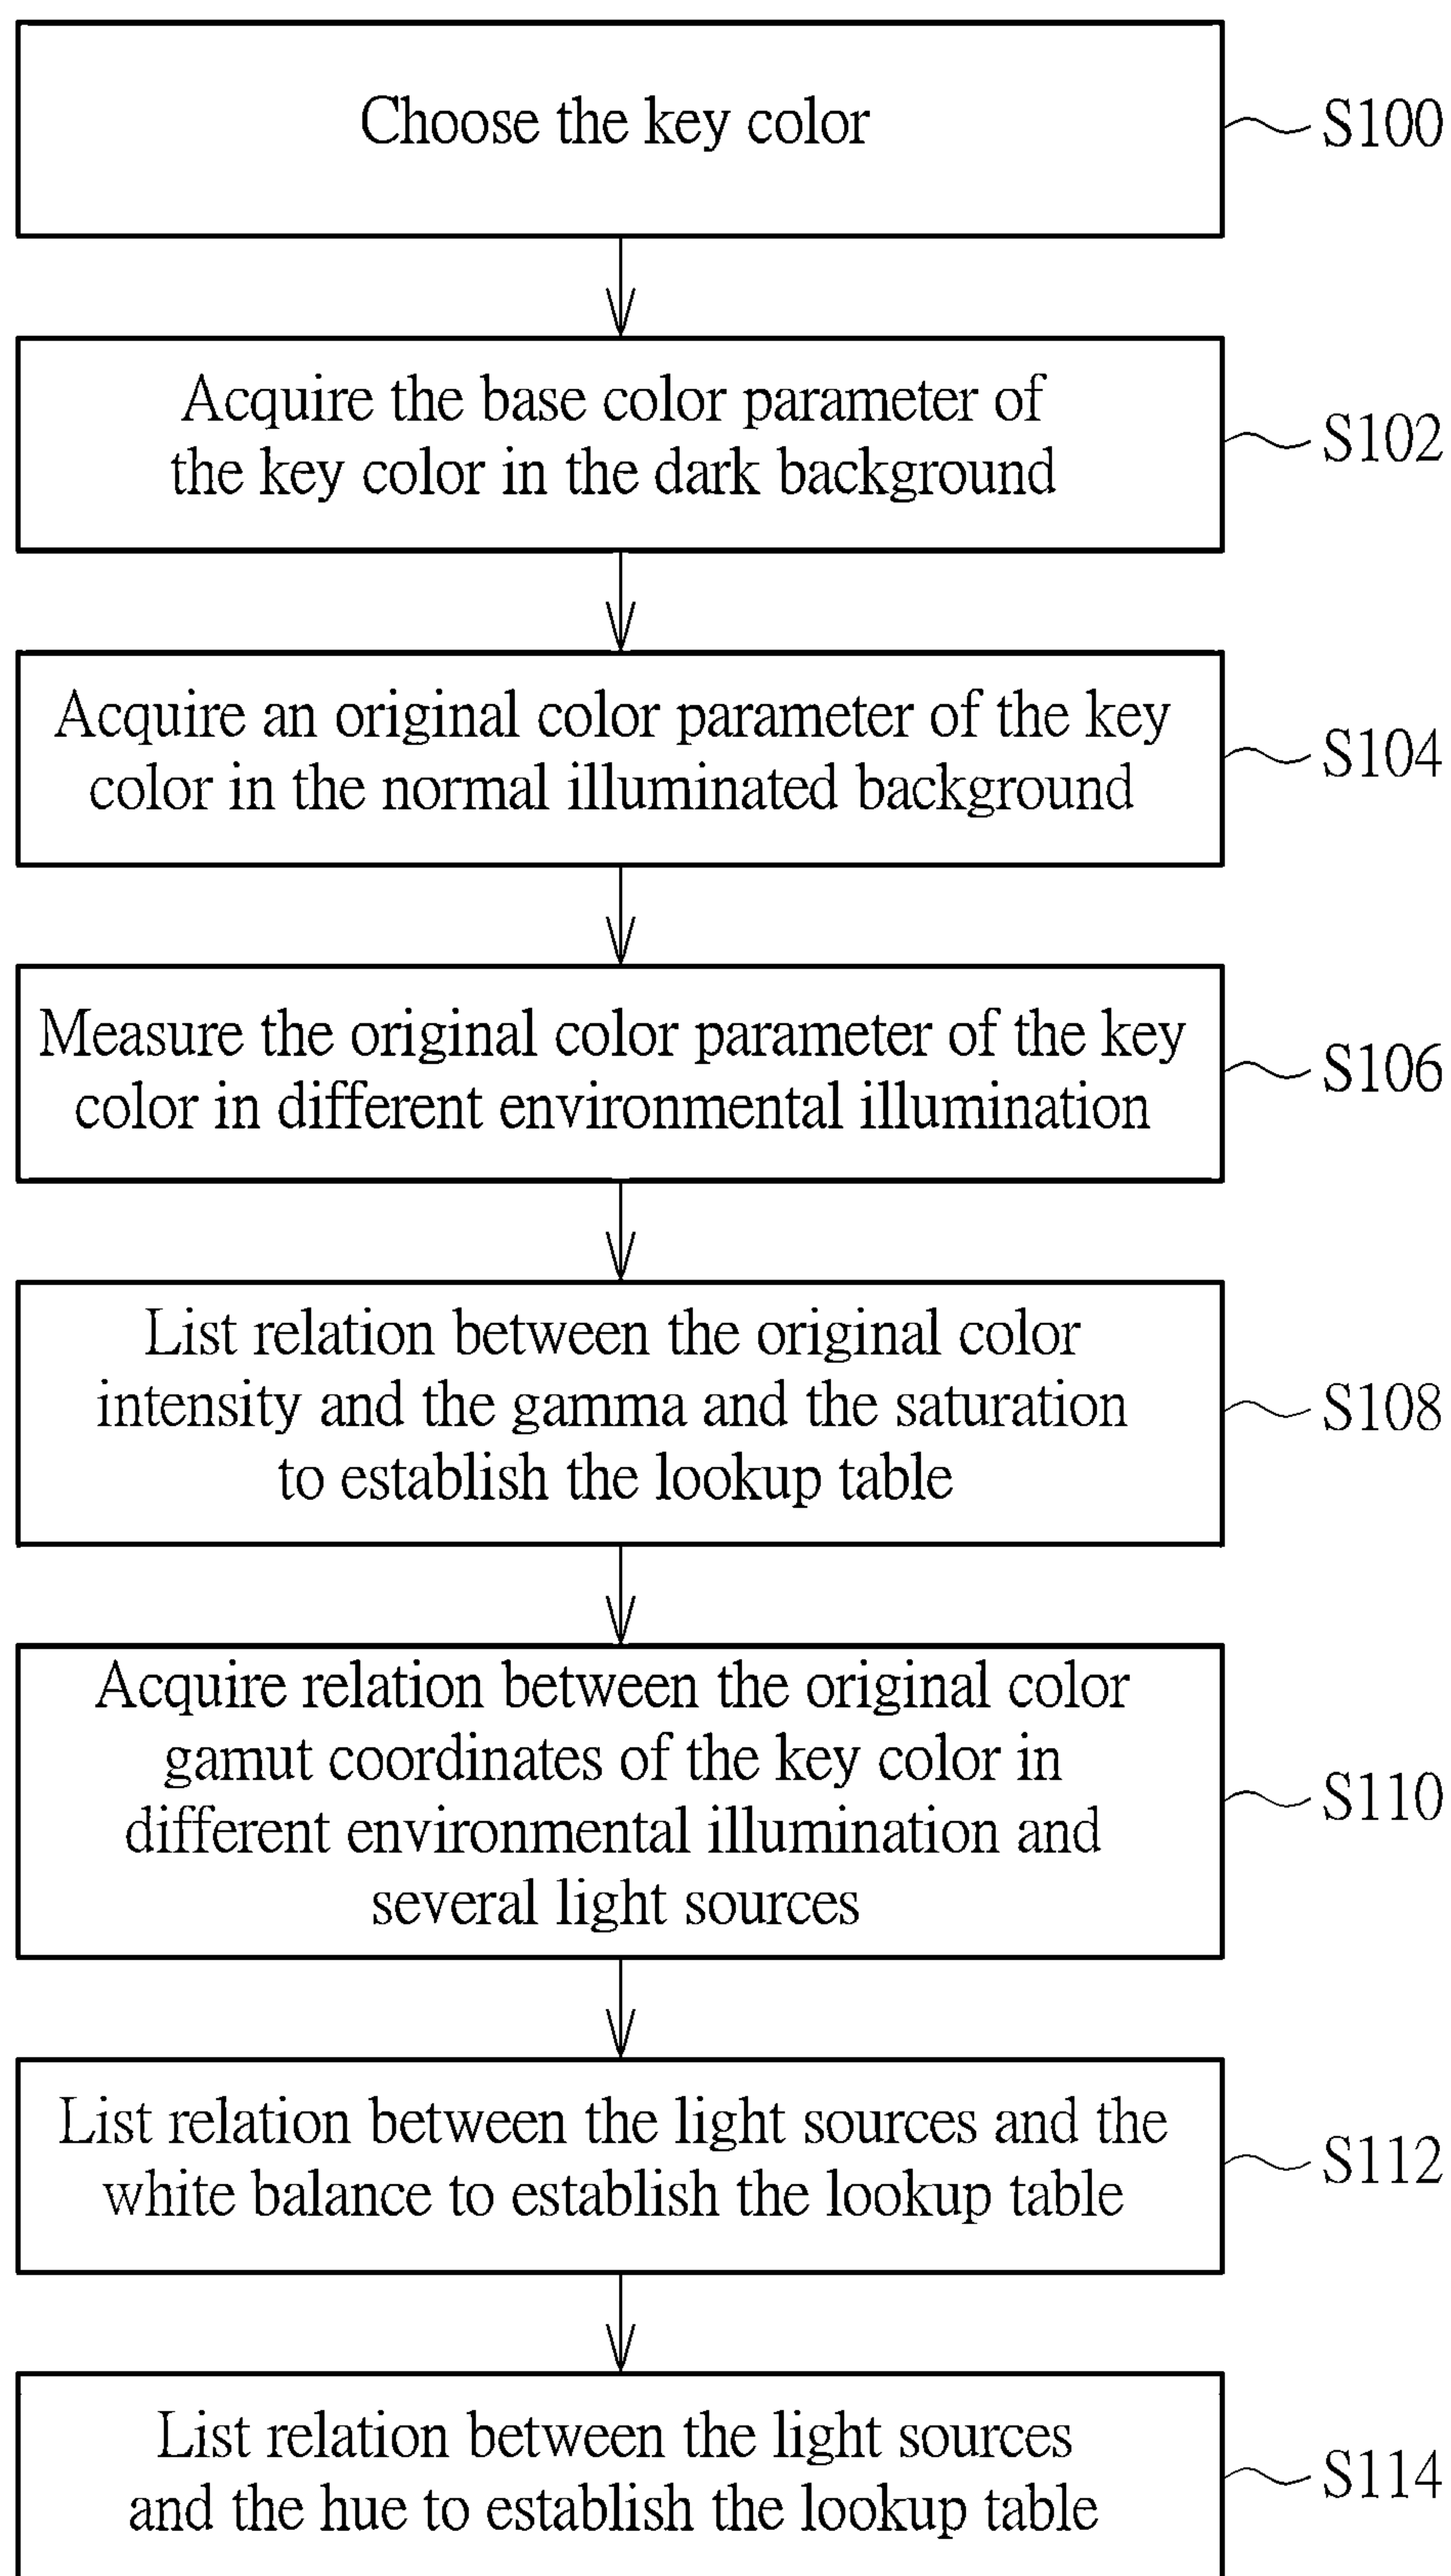 Choose the key color
S100
Acquire the base color parameter of
the key color in the dark background
S102
Acquire an original color parameter of the key
color in the normal illuminated background
S104
Measure the original color parameter of the key
color in different environmental illumination
S106
List relation between the original color
intensity and the gamma and the saturation
to establish the lookup table
S108
Acquire relation between the original color
gamut coordinates of the key color in
different environmental illumination and
several light sources
S110
List relation between the light sources and the
white balance to establish the lookup table
S112
List relation between the light sources
and the hue to establish the lookup table
S114